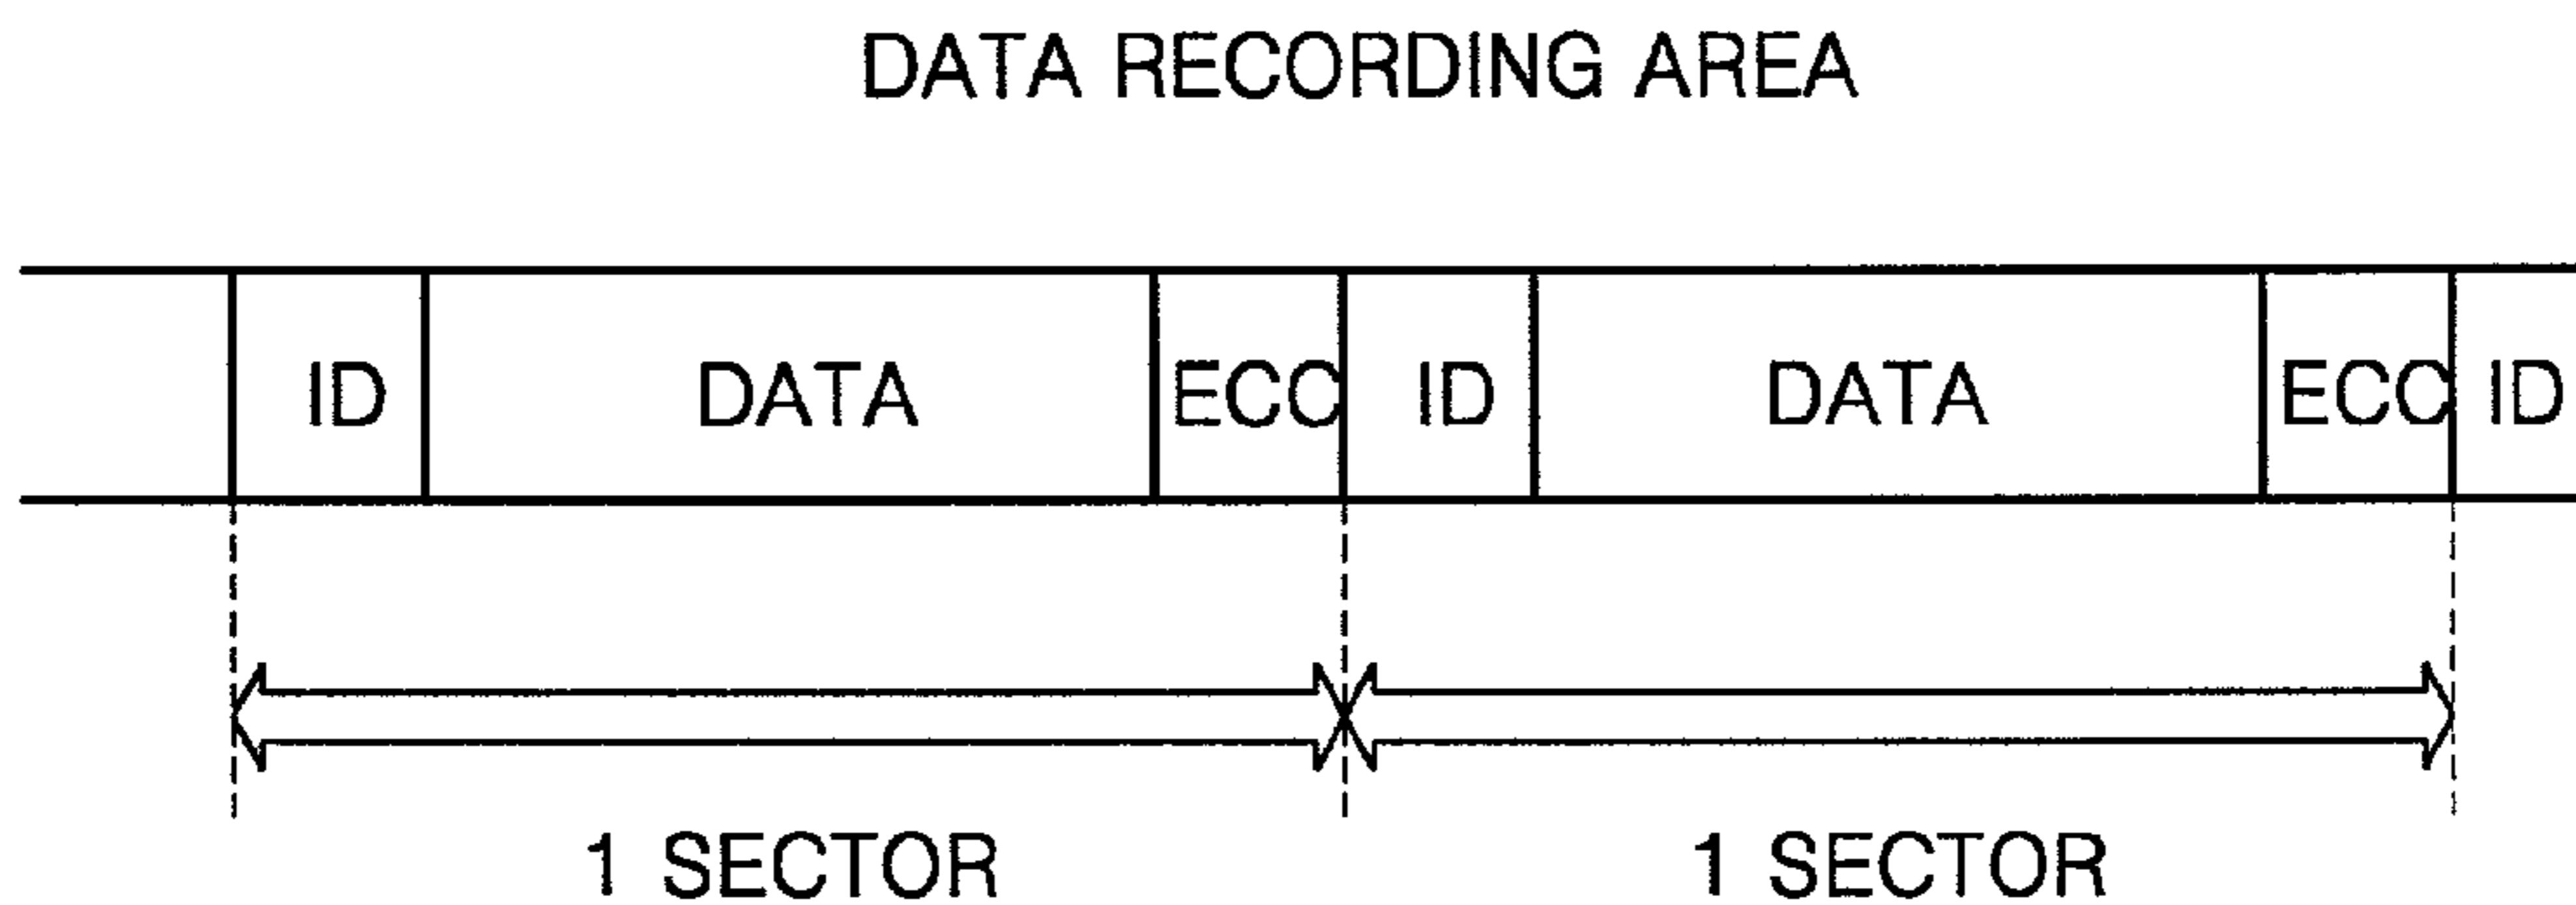 DATA RECORDING AREA
ID DATA ECC ID DATA ECC ID
1 SECTOR 1 SECTOR